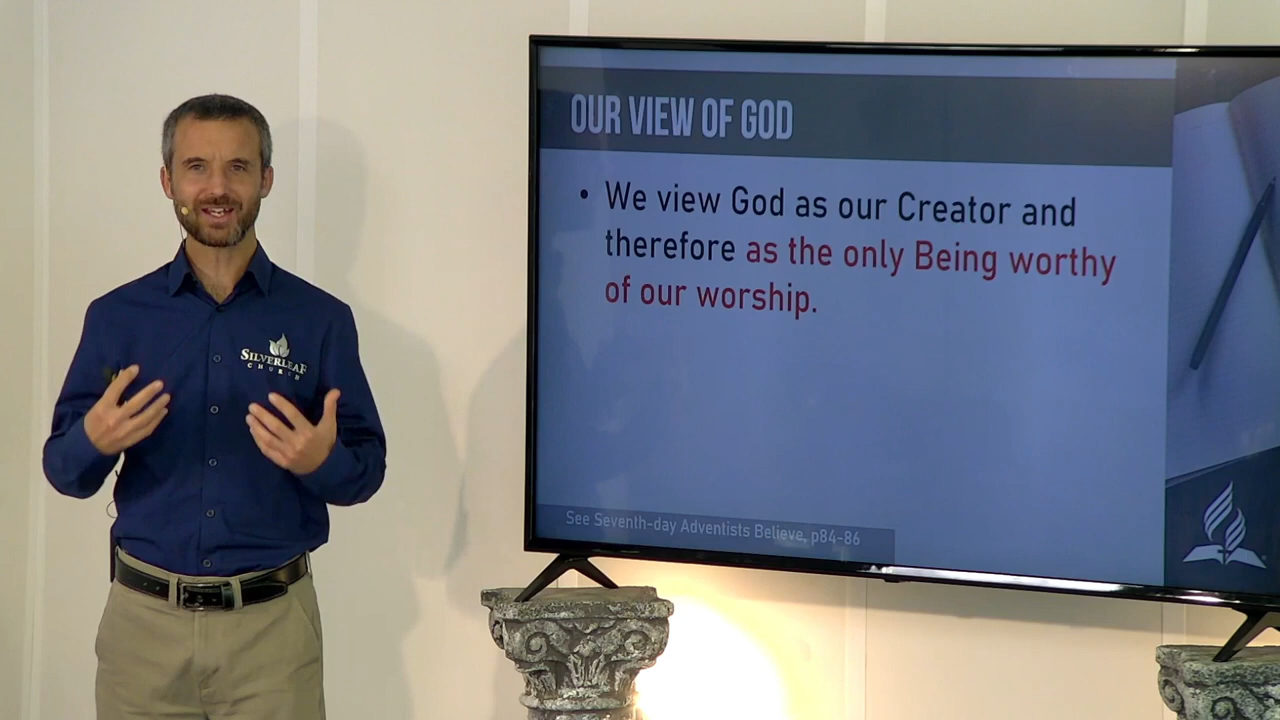 SILVERLEAF
CHURCH
OUR VIEW OF GOD
• We view God as our Creator and
therefore as the only Being worthy
of our worship.
See Seventh-day Adventists Believe, p84-86